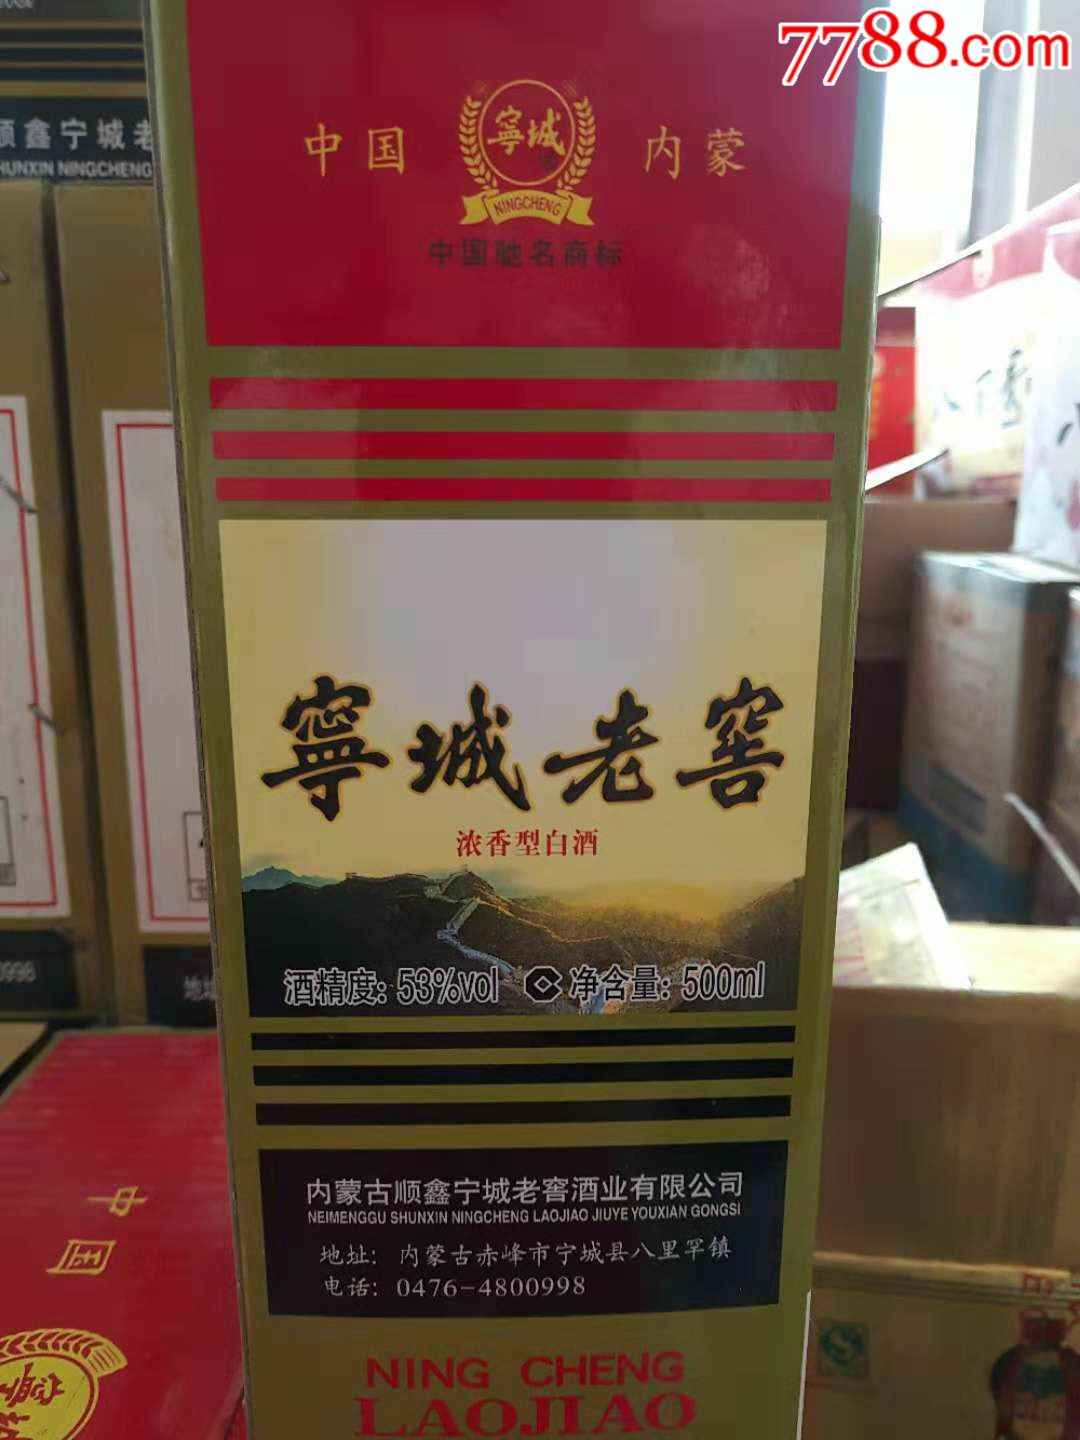 7788.com
顺鑫宁城老
HUNXIN NINGCHENG
中国 寧城 内蒙
NINGCHENG
中国驰名商标
寧城老窖
浓香型白酒
酒精度: 53%vol 净含量: 500ml
内蒙古顺鑫宁城老窖酒业有限公司
NEIMENGGU SHUNXIN NINGCHENG LAOJIAO JIUYE YOUXIAN GONGSI
地址: 内蒙古赤峰市宁城县八里罕镇
电话: 0476-4800998
NING CHENG
LAOJIAO
0998